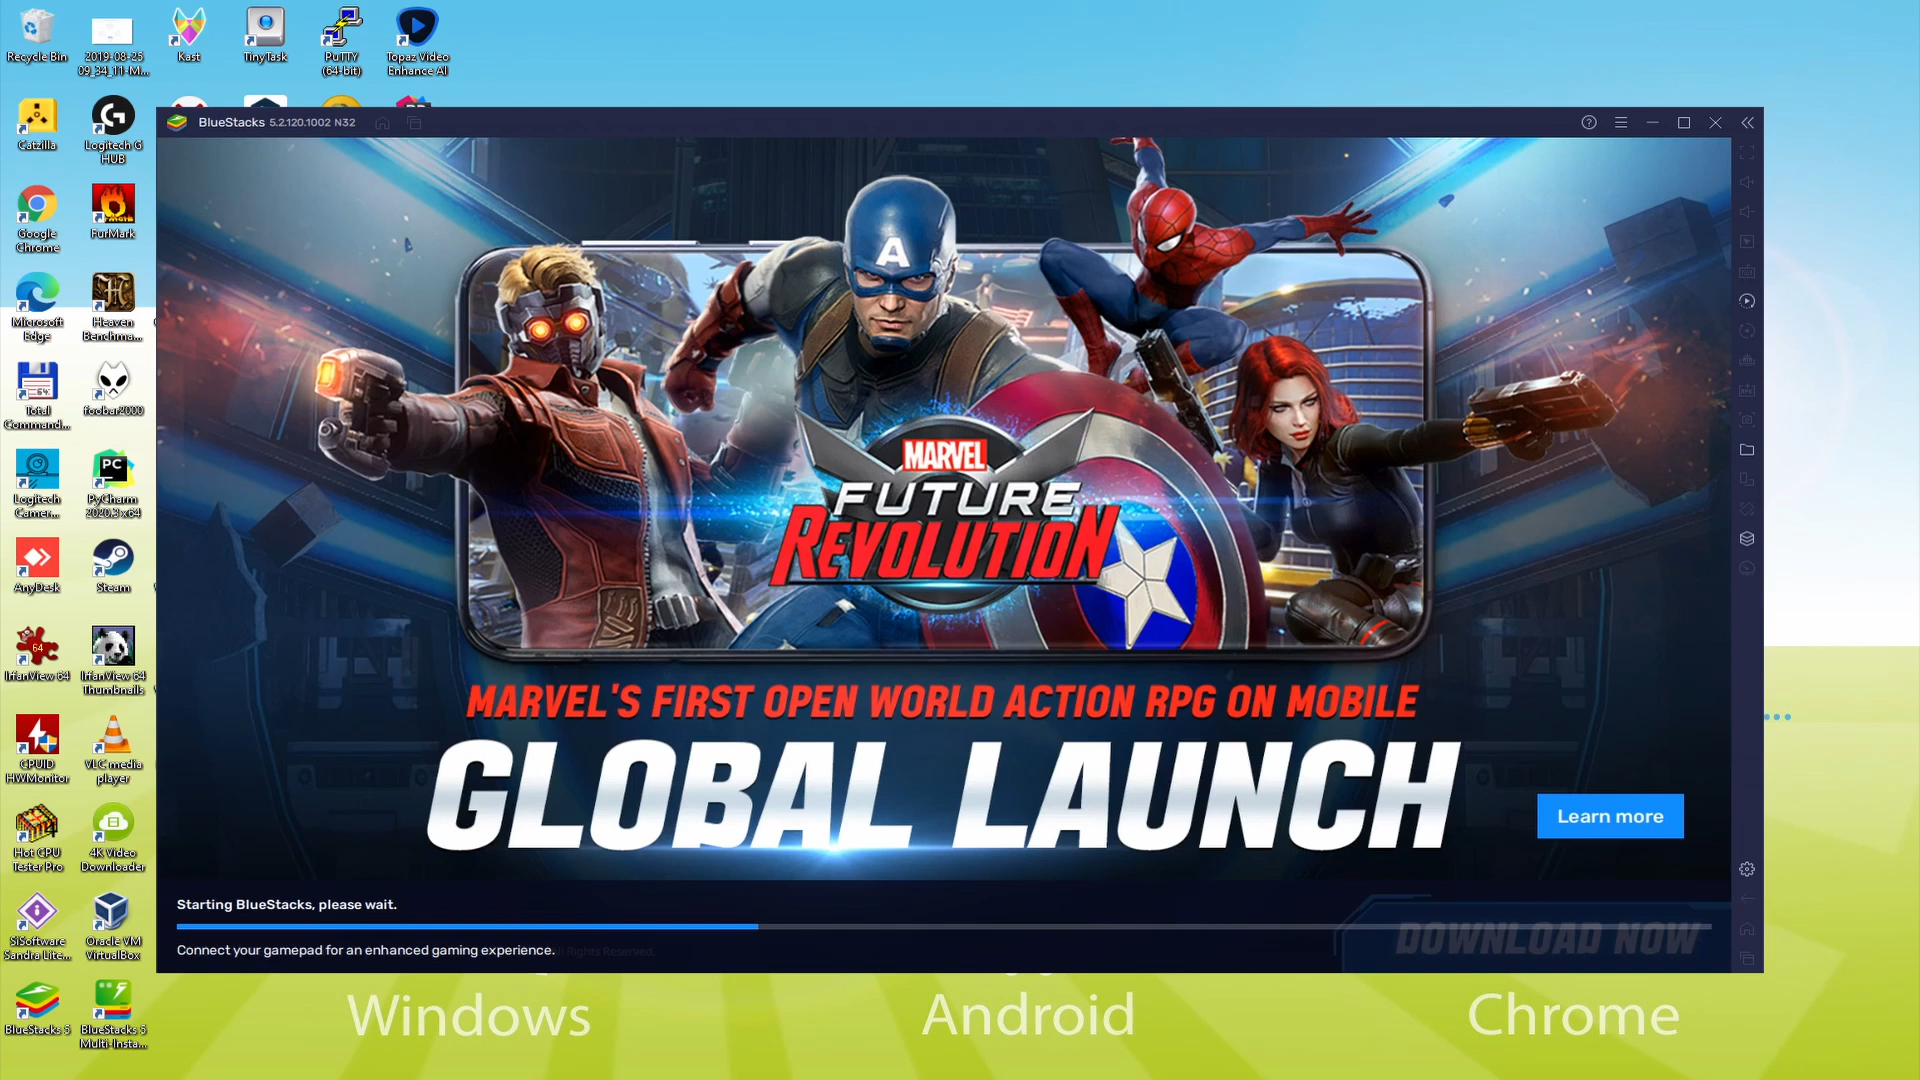 Recycle Bin
2019-08-25 09_34_11-M...
Kast
TinyTask
PuTTY (64-bit)
Topaz Video Enhance AI
Catzilla
Logitech G HUB
Google Chrome
FurMark
Microsoft Edge
Heaven Benchma...
Total Command...
foobar2000
Logitech Camer...
PyCharm 2020.3 x64
AnyDesk
Steam
IrfanView 64
IrfanView 64 Thumbnails
CPUID HWMonitor
VLC media player
Hot CPU Tester Pro
4K Video Downloader
SiSoftware Sandra Lite...
Oracle VM VirtualBox
BlueStacks 5
BlueStacks 5 Multi-Insta...
BlueStacks 5.2.120.1002 N32
A
MARVEL
FUTURE
REVOLUTION
MARVEL'S FIRST OPEN WORLD ACTION RPG ON MOBILE
GLOBAL LAUNCH
Learn more
Starting BlueStacks, please wait.
Connect your gamepad for an enhanced gaming experience.
Rights Reserved.
DOWNLOAD NOW
Windows
Android
Chrome